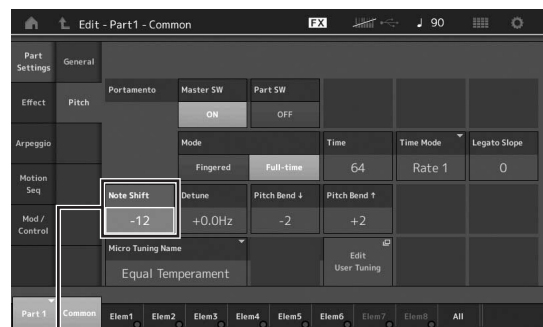 Edit - Part1 - Common FX 90
Part Settings
General
Effect
Pitch
Arpeggio
Motion Seq
Mod / Control
Portamento
Master SW
ON
Part SW
OFF
Mode
Fingered
Full-time
Time
64
Time Mode
Rate 1
Legato Slope
0
Note Shift
-12
Detune
+0.0Hz
Pitch Bend ↓
-2
Pitch Bend ↑
+2
Micro Tuning Name
Equal Temperament
Edit
User Tuning
Part 1 Common Elem1 Elem2 Elem3 Elem4 Elem5 Elem6 Elem7 Elem8 All